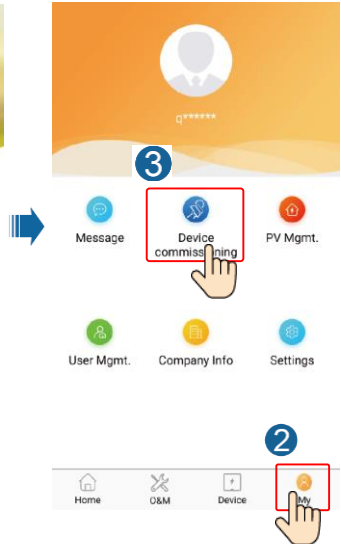 q******
3
Message
Device
commissioning
PV Mgmt.
User Mgmt.
Company Info
Settings
2
Home
O&M
Device
My